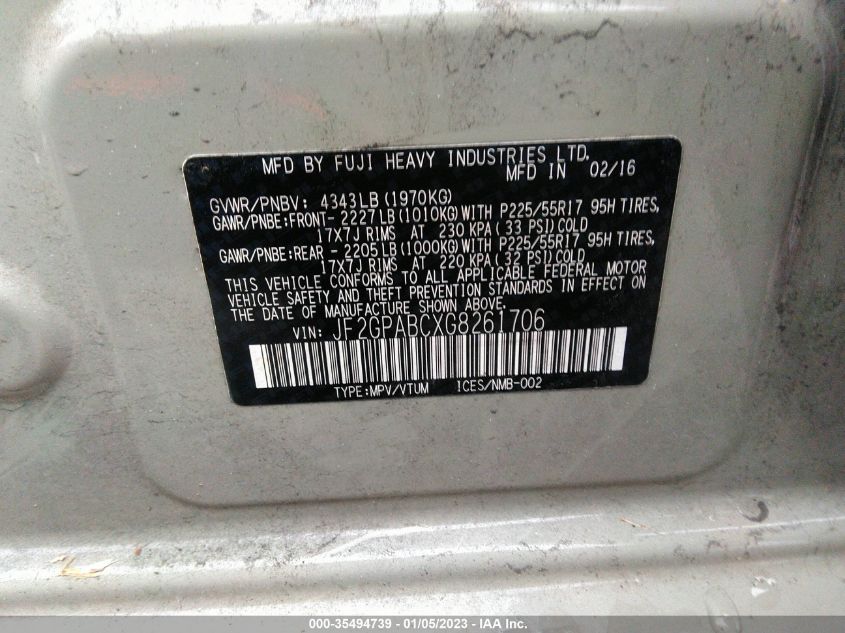 MFD BY FUJI HEAVY INDUSTRIES LTD.
MFD IN 02/16
GVWR/PNBV: 4343LB (1970KG)
GAWR/PNBE:FRONT- 2227LB (1010KG) WITH P225/55R17 95H TIRES,
17X7J RIMS AT 230 KPA ( 33 PSI) COLD
GAWR/PNBE:REAR - 2205LB (1000KG) WITH P225/55R17 95H TIRES,
17X7J RIMS AT 220 KPA ( 32 PSI) COLD
THIS VEHICLE CONFORMS TO ALL APPLICABLE FEDERAL MOTOR
VEHICLE SAFETY AND THEFT PREVENTION STANDARDS IN EFFECT ON
THE DATE OF MANUFACTURE SHOWN ABOVE.
VIN: JF2GPABCXG8261706
TYPE:MPV/VTUM ICES/NMB-002
000-35494739 - 01/05/2023 - IAA Inc.